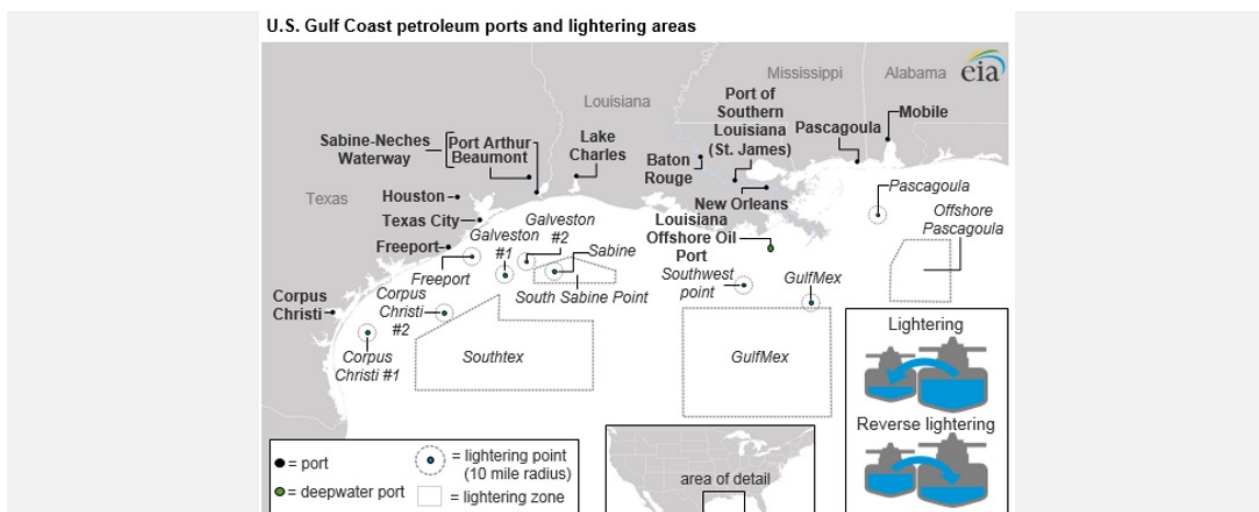 U.S. Gulf Coast petroleum ports and lightering areas
eia
Mississippi
Alabama
Louisiana
Texas
Port of
Southern
Louisiana
(St. James)
Pascagoula
Mobile
Sabine-Neches
Waterway
Port Arthur
Beaumont
Lake
Charles
Baton
Rouge
New Orleans
Houston
Texas City
Freeport
Corpus
Christi
Louisiana
Offshore Oil
Port
Pascagoula
Offshore
Pascagoula
Galveston
#1
Galveston
#2
Sabine
Freeport
South Sabine Point
Southwest
point
GulfMex
Corpus
Christi
#2
Corpus
Christi #1
Southtex
GulfMex
Lightering
Reverse lightering
= port
= deepwater port
= lightering point
(10 mile radius)
= lightering zone
area of detail